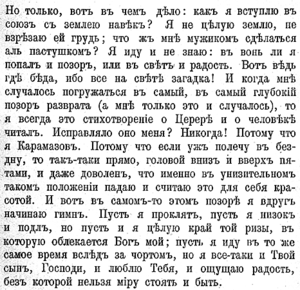 Но только, вотъ въ чемъ дѣло: какъ я вступлю въ
союзъ съ землею навѣкъ? Я не цѣлую землю, не
взрѣзаю ей грудь; что жъ мнѣ мужикомъ сдѣлаться
аль пастушкомъ? Я иду и не знаю: въ вонь ли я
попалъ и позоръ, или въ свѣтъ и радость. Вотъ вѣдь
гдѣ бѣда, ибо все на свѣтѣ загадка! И когда мнѣ
случалось погружаться въ самый, въ самый глубокій
позоръ разврата (а мнѣ только это и случалось), то
я всегда это стихотвореніе о Церерѣ и о человѣкѣ
читалъ. Исправляло оно меня? Никогда! Потому что
я Карамазовъ. Потому что если ужъ полечу въ без-
дну, то такъ-таки прямо, головой внизъ и вверхъ пя-
тами, и даже доволенъ, что именно въ унизительномъ
такомъ положеніи падаю и считаю это для себя кра-
сотой. И вотъ въ самомъ-то этомъ позорѣ я вдругъ
начинаю гимнъ. Пусть я проклятъ, пусть я низокъ
и подлъ, но пусть и я цѣлую край той ризы, въ
которую облекается Богъ мой; пусть я иду въ то же
самое время вслѣдъ за чортомъ, но я все-таки и Твой
сынъ, Господи, и люблю Тебя, и ощущаю радость,
безъ которой нельзя міру стоять и быть.